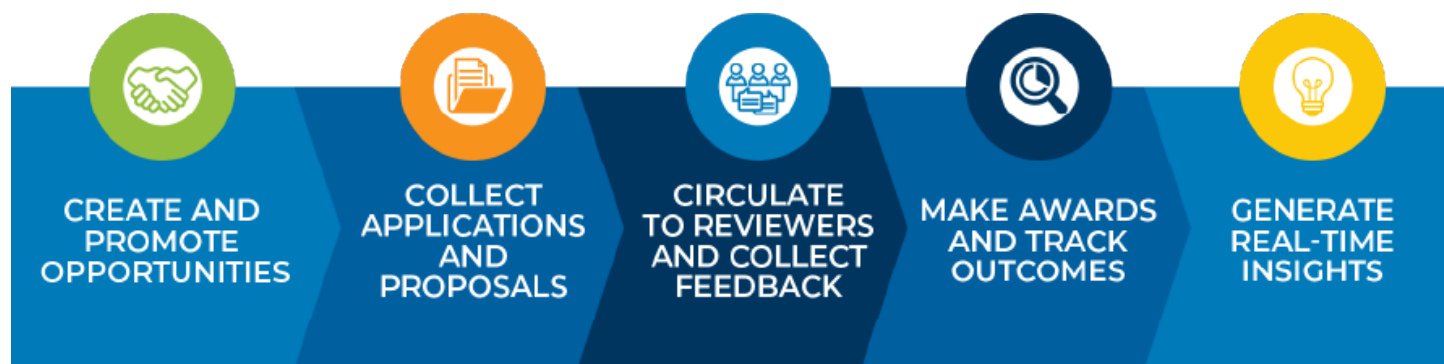 CREATE AND
PROMOTE
OPPORTUNITIES
COLLECT
APPLICATIONS
AND
PROPOSALS
CIRCULATE
TO REVIEWERS
AND COLLECT
FEEDBACK
MAKE AWARDS
AND TRACK
OUTCOMES
GENERATE
REAL-TIME
INSIGHTS